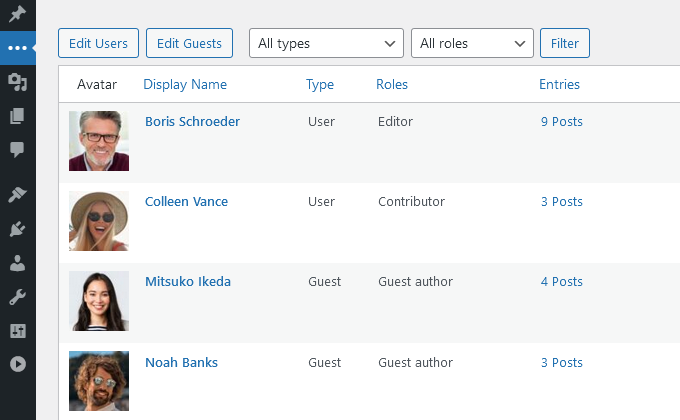 Edit Users Edit Guests All types All roles Filter
Avatar Display Name Type Roles Entries
Boris Schroeder User Editor 9 Posts
Colleen Vance User Contributor 3 Posts
Mitsuko Ikeda Guest Guest author 4 Posts
Noah Banks Guest Guest author 3 Posts